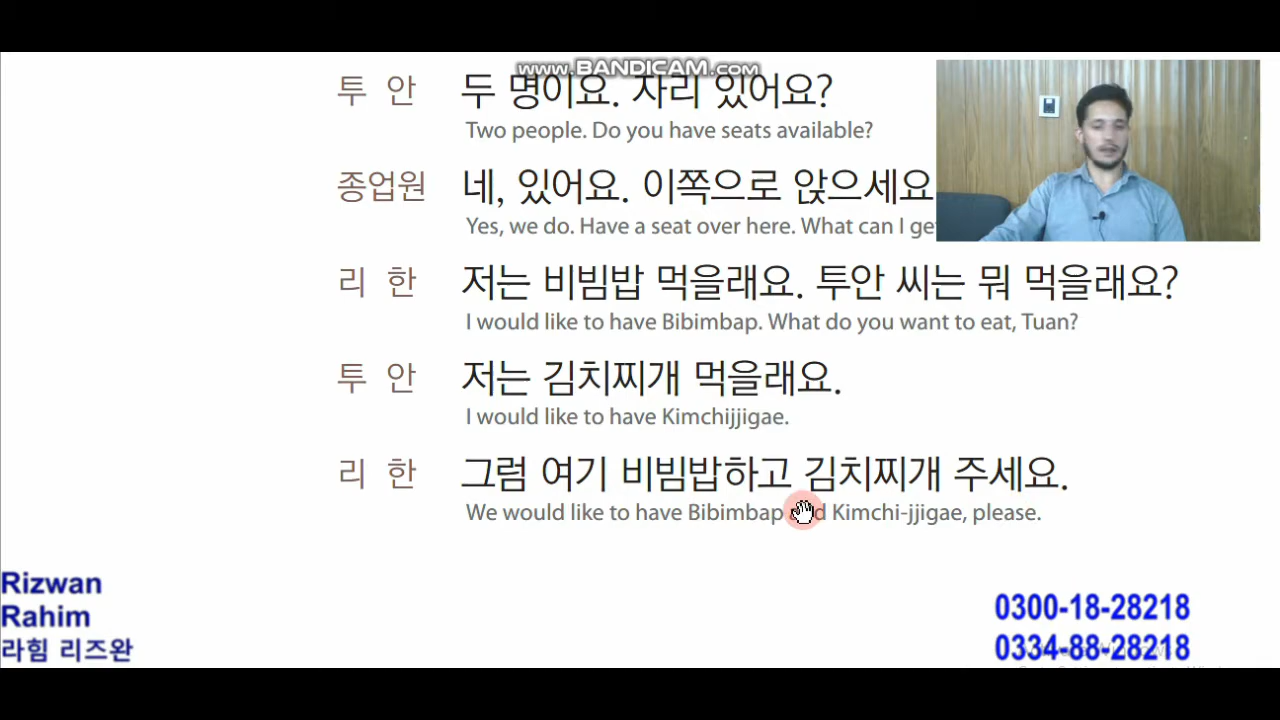 www.BANDICAM.com
투 안 두 명이요. 자리 있어요?
Two people. Do you have seats available?
종업원 네, 있어요. 이쪽으로 앉으세요
Yes, we do. Have a seat over here. What can I ge
리 한 저는 비빔밥 먹을래요. 투안 씨는 뭐 먹을래요?
I would like to have Bibimbap. What do you want to eat, Tuan?
투 안 저는 김치찌개 먹을래요.
I would like to have Kimchijjigae.
리 한 그럼 여기 비빔밥하고 김치찌개 주세요.
We would like to have Bibimbap and Kimchi-jjigae, please.
Rizwan
Rahim
라힘 리즈완
0300-18-28218
0334-88-28218